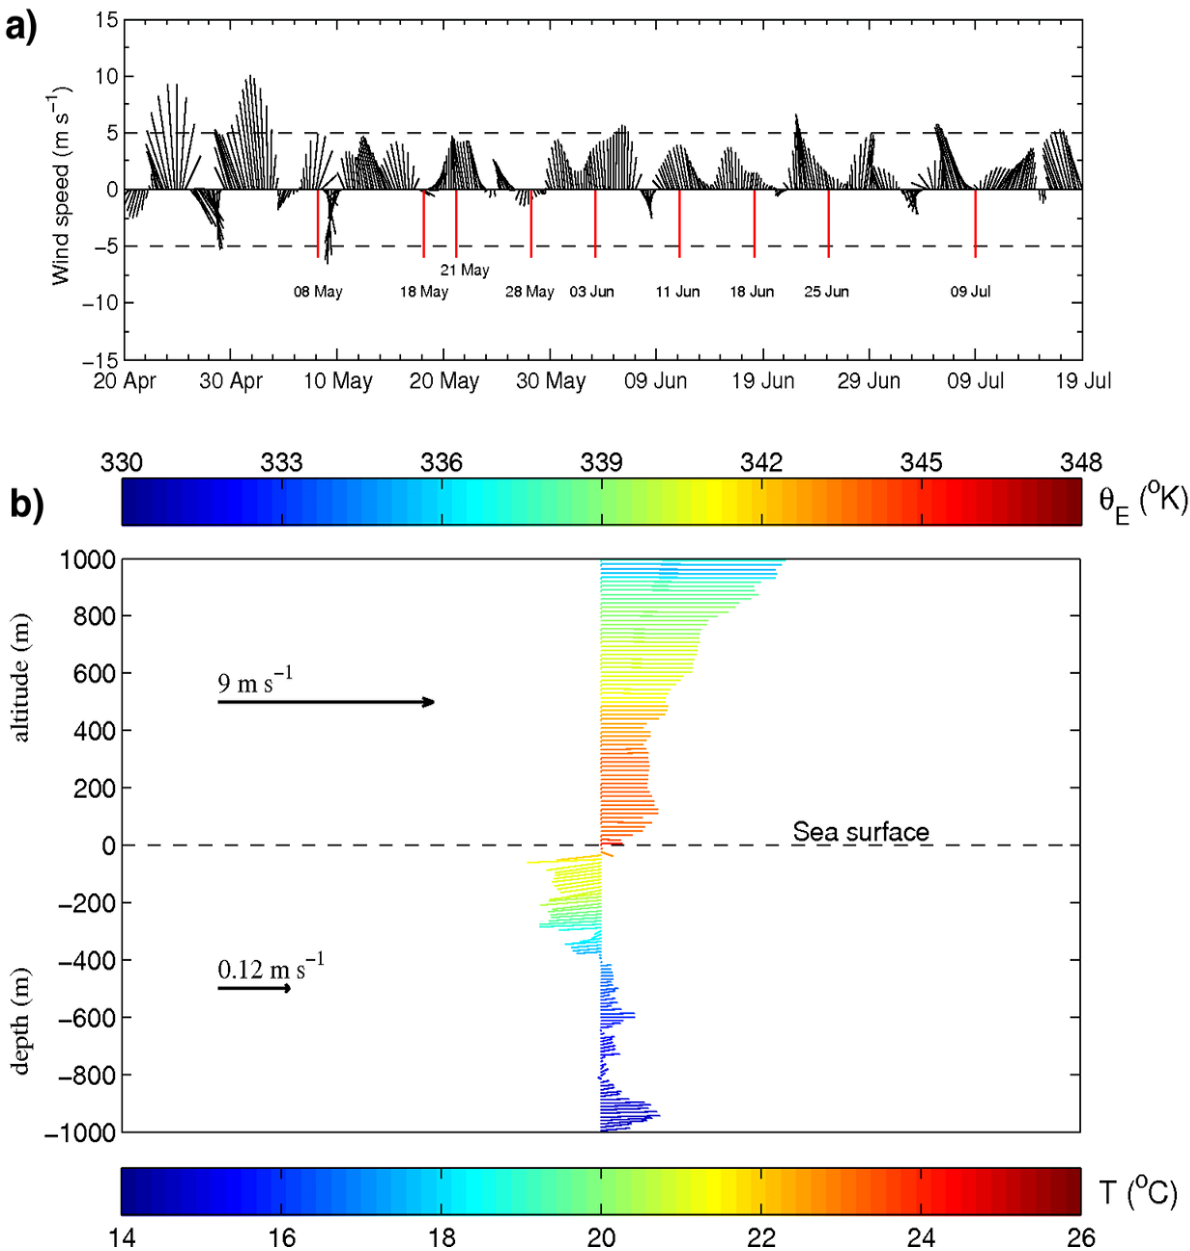 a)
Wind speed (m s⁻¹)
15
10
5
0
−5
−10
−15
21 May
08 May 18 May 28 May 03 Jun 11 Jun 18 Jun 25 Jun 09 Jul
20 Apr 30 Apr 10 May 20 May 30 May 09 Jun 19 Jun 29 Jun 09 Jul 19 Jul
330 333 336 339 342 345 348
θ_E (°K)
b)
altitude (m)
1000
800
600
9 m s⁻¹
400
200
Sea surface
0
−200
−400
0.12 m s⁻¹
depth (m)
−600
−800
−1000
T (°C)
14 16 18 20 22 24 26